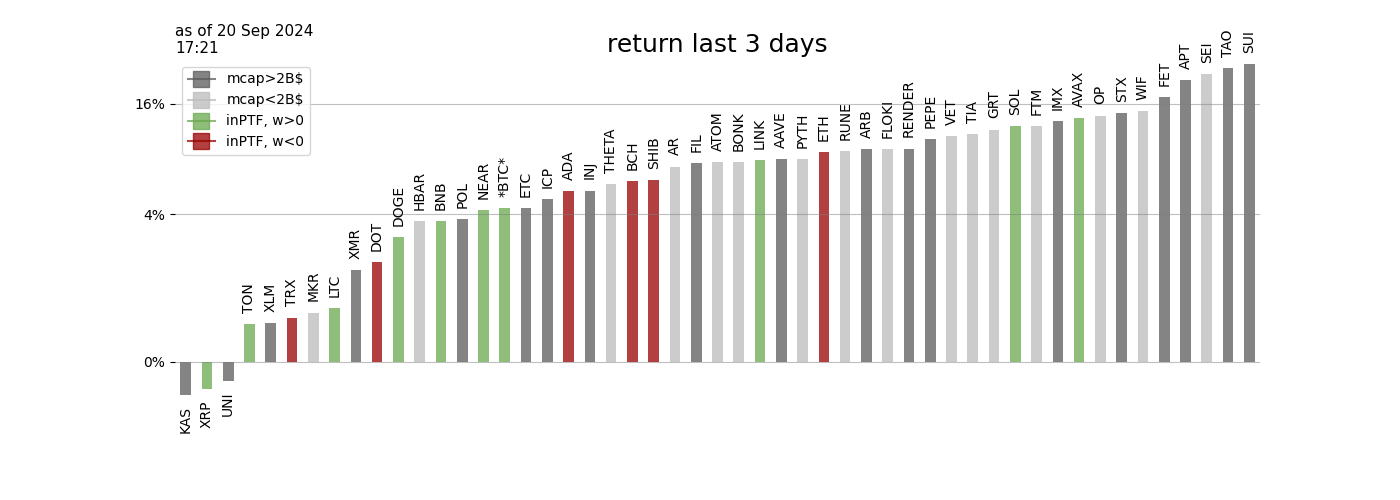 as of 20 Sep 2024
17:21
return last 3 days
mcap>2B$
mcap<2B$
inPTF, w>0
inPTF, w<0
16%
4%
0%
KAS
XRP
UNI
TON
XLM
TRX
MKR
LTC
XMR
DOT
DOGE
HBAR
BNB
POL
NEAR
*BTC*
ETC
ICP
ADA
INJ
THETA
BCH
SHIB
AR
FIL
ATOM
BONK
LINK
AAVE
PYTH
ETH
RUNE
ARB
FLOKI
RENDER
PEPE
VET
TIA
GRT
SOL
FTM
IMX
AVAX
OP
STX
WIF
FET
APT
SEI
TAO
SUI